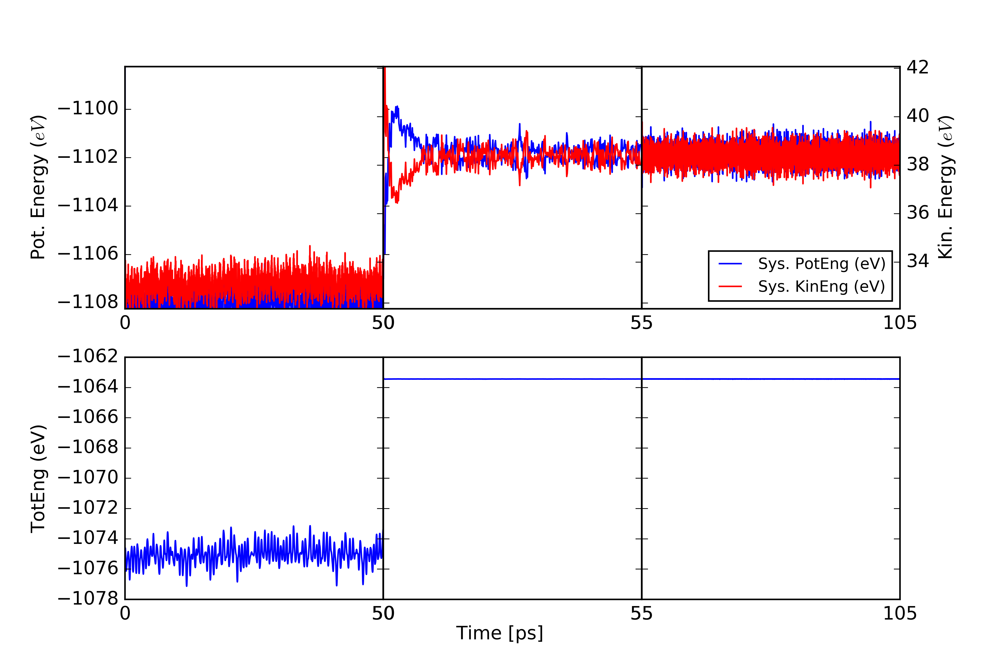 Pot. Energy (eV)
−1100
−1102
−1104
−1106
−1108
42
40
38
36
34
Kin. Energy (eV)
Sys. PotEng (eV)
Sys. KinEng (eV)
0 50 55 105
TotEng (eV)
−1062
−1064
−1066
−1068
−1070
−1072
−1074
−1076
−1078
0 50 55 105
Time [ps]